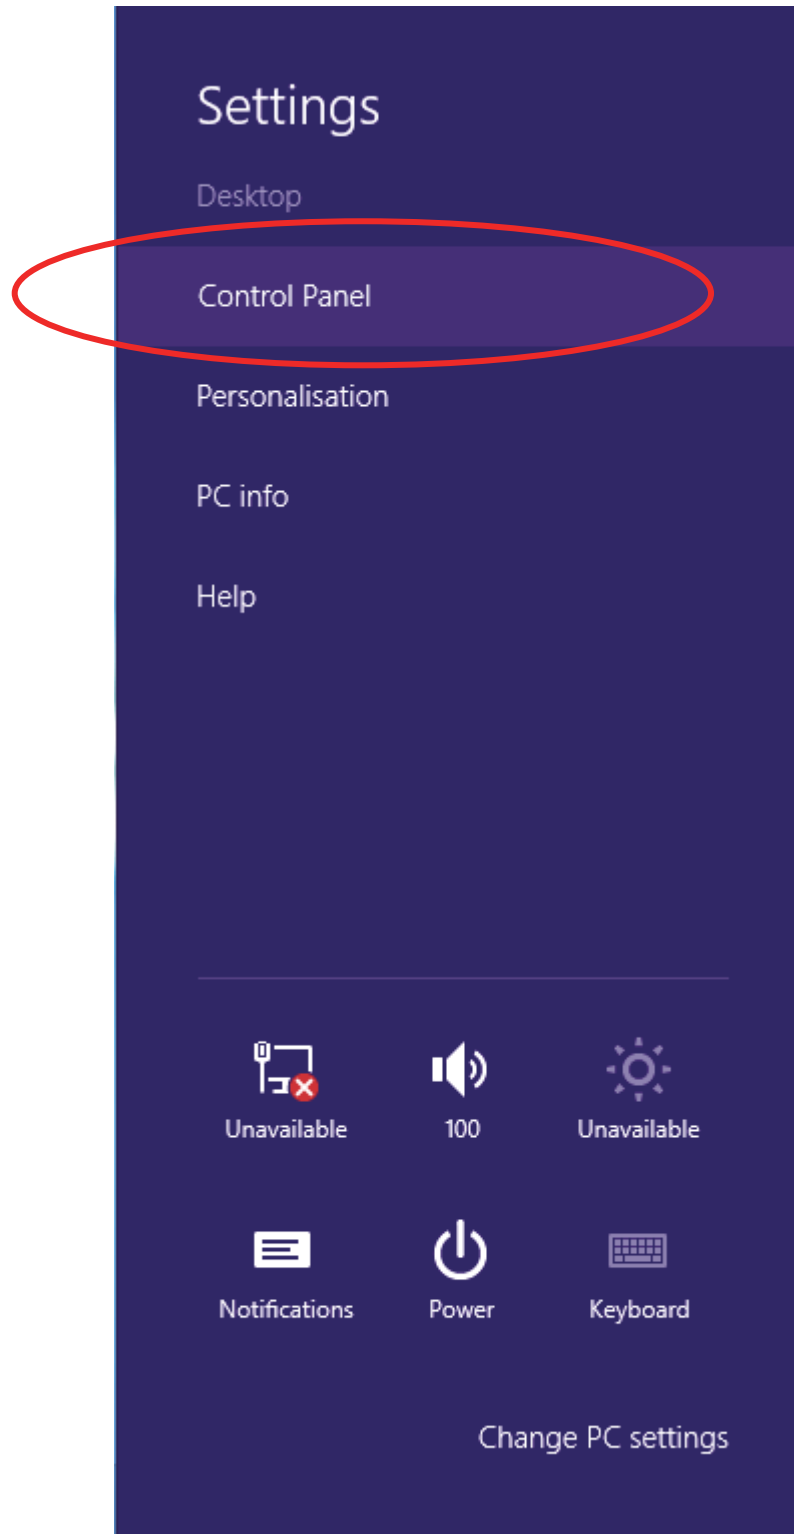 Settings
Desktop
Control Panel
Personalisation
PC info
Help
Unavailable
100
Unavailable
Notifications
Power
Keyboard
Change PC settings